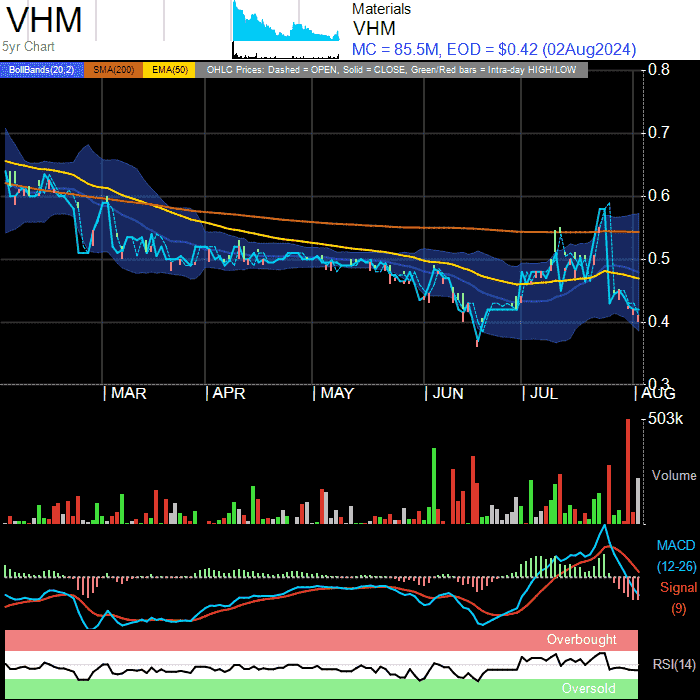 VHM
5yr Chart
Materials
VHM
MC = 85.5M, EOD = $0.42 (02Aug2024)
BollBands(20,2) SMA(200) EMA(50) OHLC Prices: Dashed = OPEN, Solid = CLOSE, Green/Red bars = Intra-day HIGH/LOW
0.8
0.7
0.6
0.5
0.4
0.3
MAR APR MAY JUN JUL AUG
503k
Volume
MACD
(12-26)
Signal
(9)
Overbought
RSI(14)
Oversold